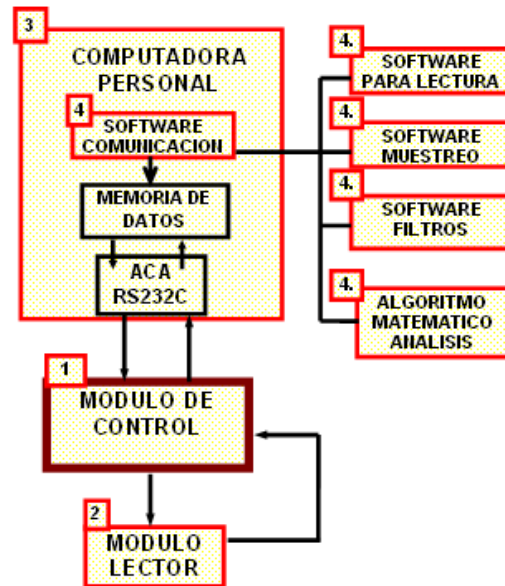 3
COMPUTADORA
PERSONAL
4
SOFTWARE
COMUNICACION
MEMORIA DE
DATOS
ACA
RS232C
1
MODULO DE
CONTROL
2
MODULO
LECTOR
4.
SOFTWARE
PARA LECTURA
4.
SOFTWARE
MUESTREO
4.
SOFTWARE
FILTROS
4.
ALGORITMO
MATEMATICO
ANALISIS